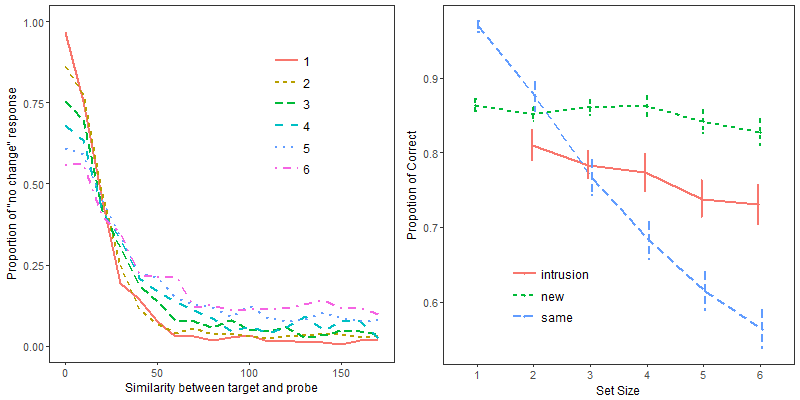 Proportion of "no change" response
1.00
0.75
0.50
0.25
0.00
1
2
3
4
5
6
0 50 100 150
Similarity between target and probe
Propotion of Correct
0.9
0.8
0.7
0.6
intrusion
new
same
1 2 3 4 5 6
Set Size